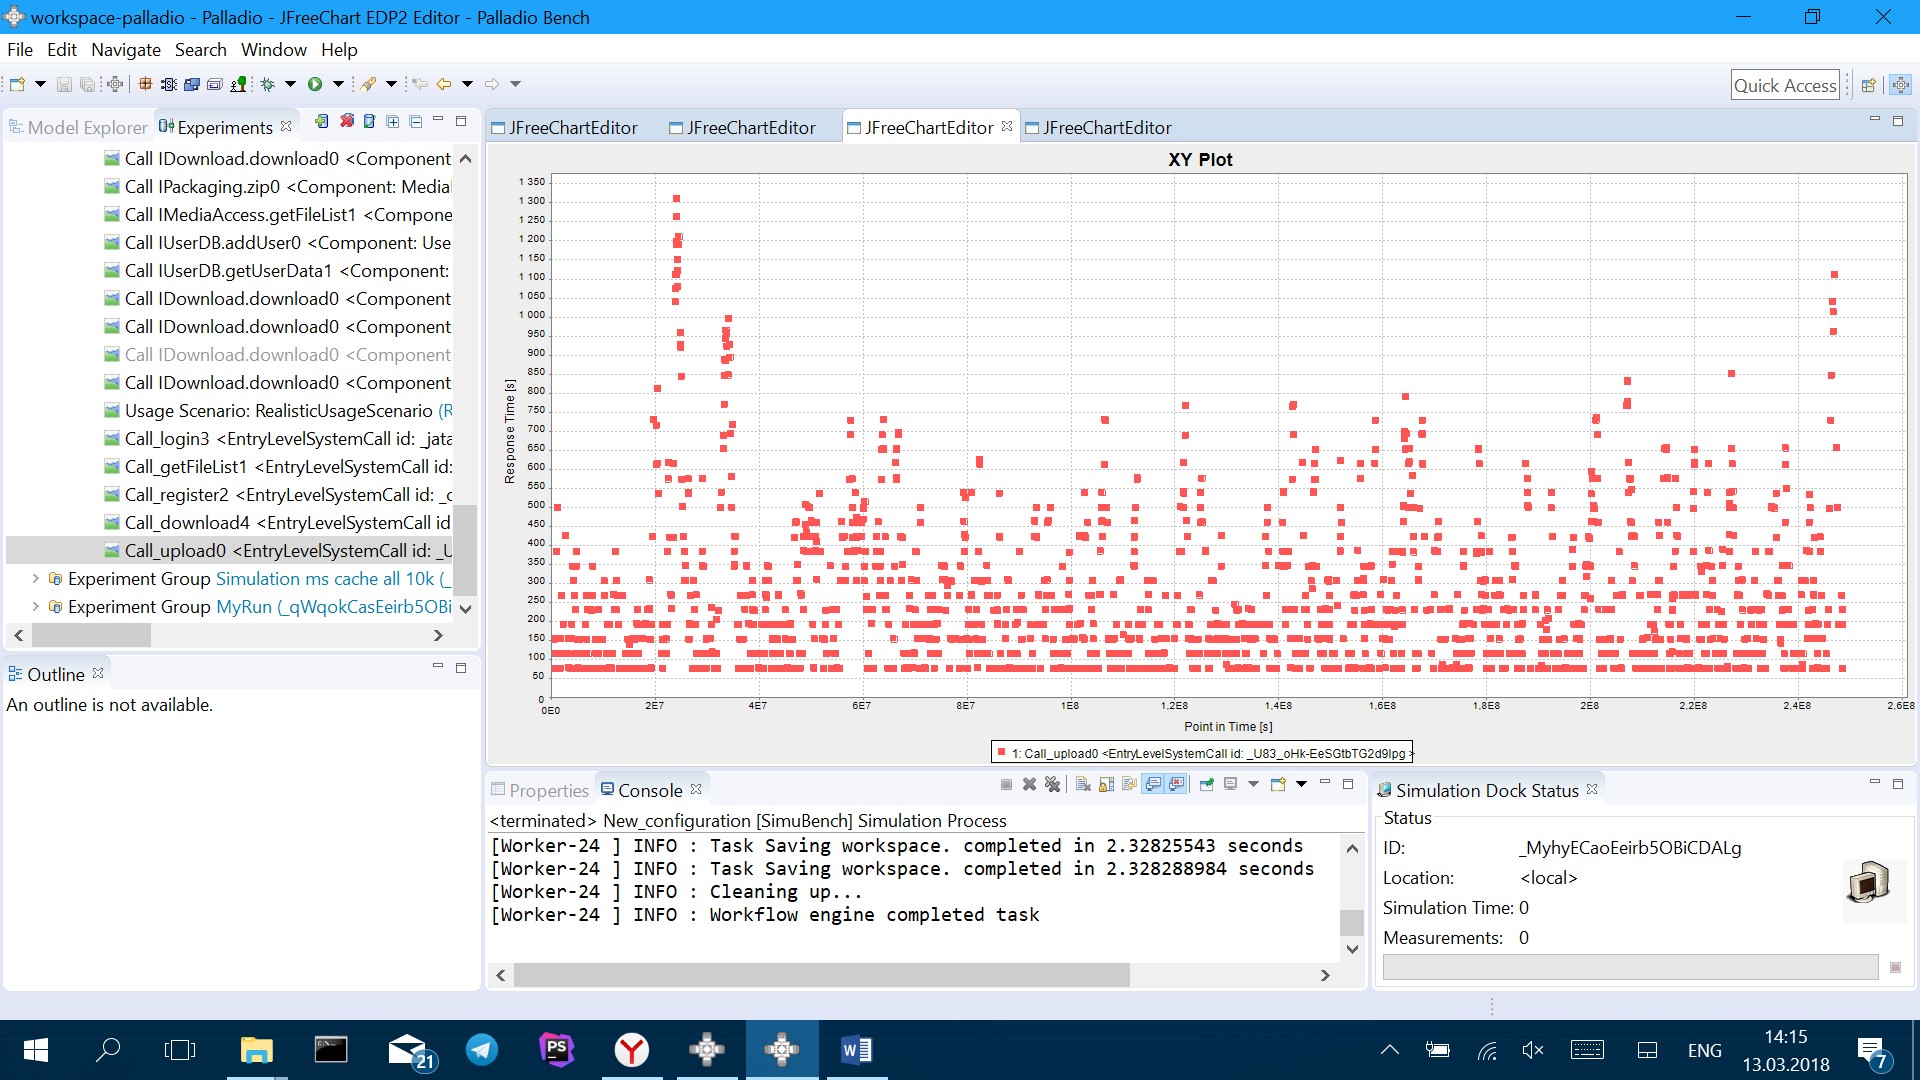 workspace-palladio - Palladio - JFreeChart EDP2 Editor - Palladio Bench
File Edit Navigate Search Window Help
Quick Access
Model Explorer
Experiments
Call IDownload.download0 <Component
Call IPackaging.zip0 <Component: Media
Call IMediaAccess.getFileList1 <Compone
Call IUserDB.addUser0 <Component: Use
Call IUserDB.getUserData1 <Component:
Call IDownload.download0 <Component
Call IDownload.download0 <Component
Call IDownload.download0 <Component
Call IDownload.download0 <Component
Usage Scenario: RealisticUsageScenario (R
Call_login3 <EntryLevelSystemCall id: _jata
Call_getFileList1 <EntryLevelSystemCall id:
Call_register2 <EntryLevelSystemCall id: _c
Call_download4 <EntryLevelSystemCall id
Call_upload0 <EntryLevelSystemCall id: _U
Experiment Group Simulation ms cache all 10k (_
Experiment Group MyRun (_qWqokCasEeirb5OBi
Outline
An outline is not available.
JFreeChartEditor
JFreeChartEditor
JFreeChartEditor
JFreeChartEditor
XY Plot
1 350
1 300
1 250
1 200
1 150
1 100
1 050
1 000
950
900
850
800
750
700
650
600
550
500
450
400
350
300
250
200
150
100
50
0
Response Time [s]
0E0 2E7 4E7 6E7 8E7 1E8 1,2E8 1,4E8 1,6E8 1,8E8 2E8 2,2E8 2,4E8 2,6E8
Point in Time [s]
1: Call_upload0 <EntryLevelSystemCall id: _U83_oHk-EeSGtbTG2d9lpg >
Properties
Console
<terminated> New_configuration [SimuBench] Simulation Process
[Worker-24 ] INFO : Task Saving workspace. completed in 2.32825543 seconds
[Worker-24 ] INFO : Task Saving workspace. completed in 2.328288984 seconds
[Worker-24 ] INFO : Cleaning up...
[Worker-24 ] INFO : Workflow engine completed task
Simulation Dock Status
Status
ID: _MyhyECaoEeirb5OBiCDALg
Location: <local>
Simulation Time: 0
Measurements: 0
21
PS
Y
W
ENG
14:15
13.03.2018
7